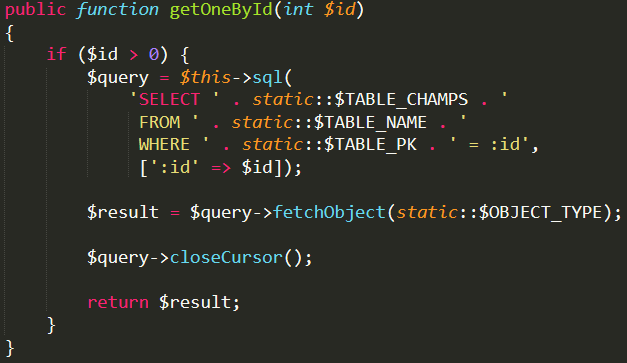 public function getOneById(int $id)
{
    if ($id > 0) {
        $query = $this->sql(
            'SELECT ' . static::$TABLE_CHAMPS . '
             FROM ' . static::$TABLE_NAME . '
             WHERE ' . static::$TABLE_PK . ' = :id',
             [':id' => $id]);

        $result = $query->fetchObject(static::$OBJECT_TYPE);

        $query->closeCursor();

        return $result;
    }
}